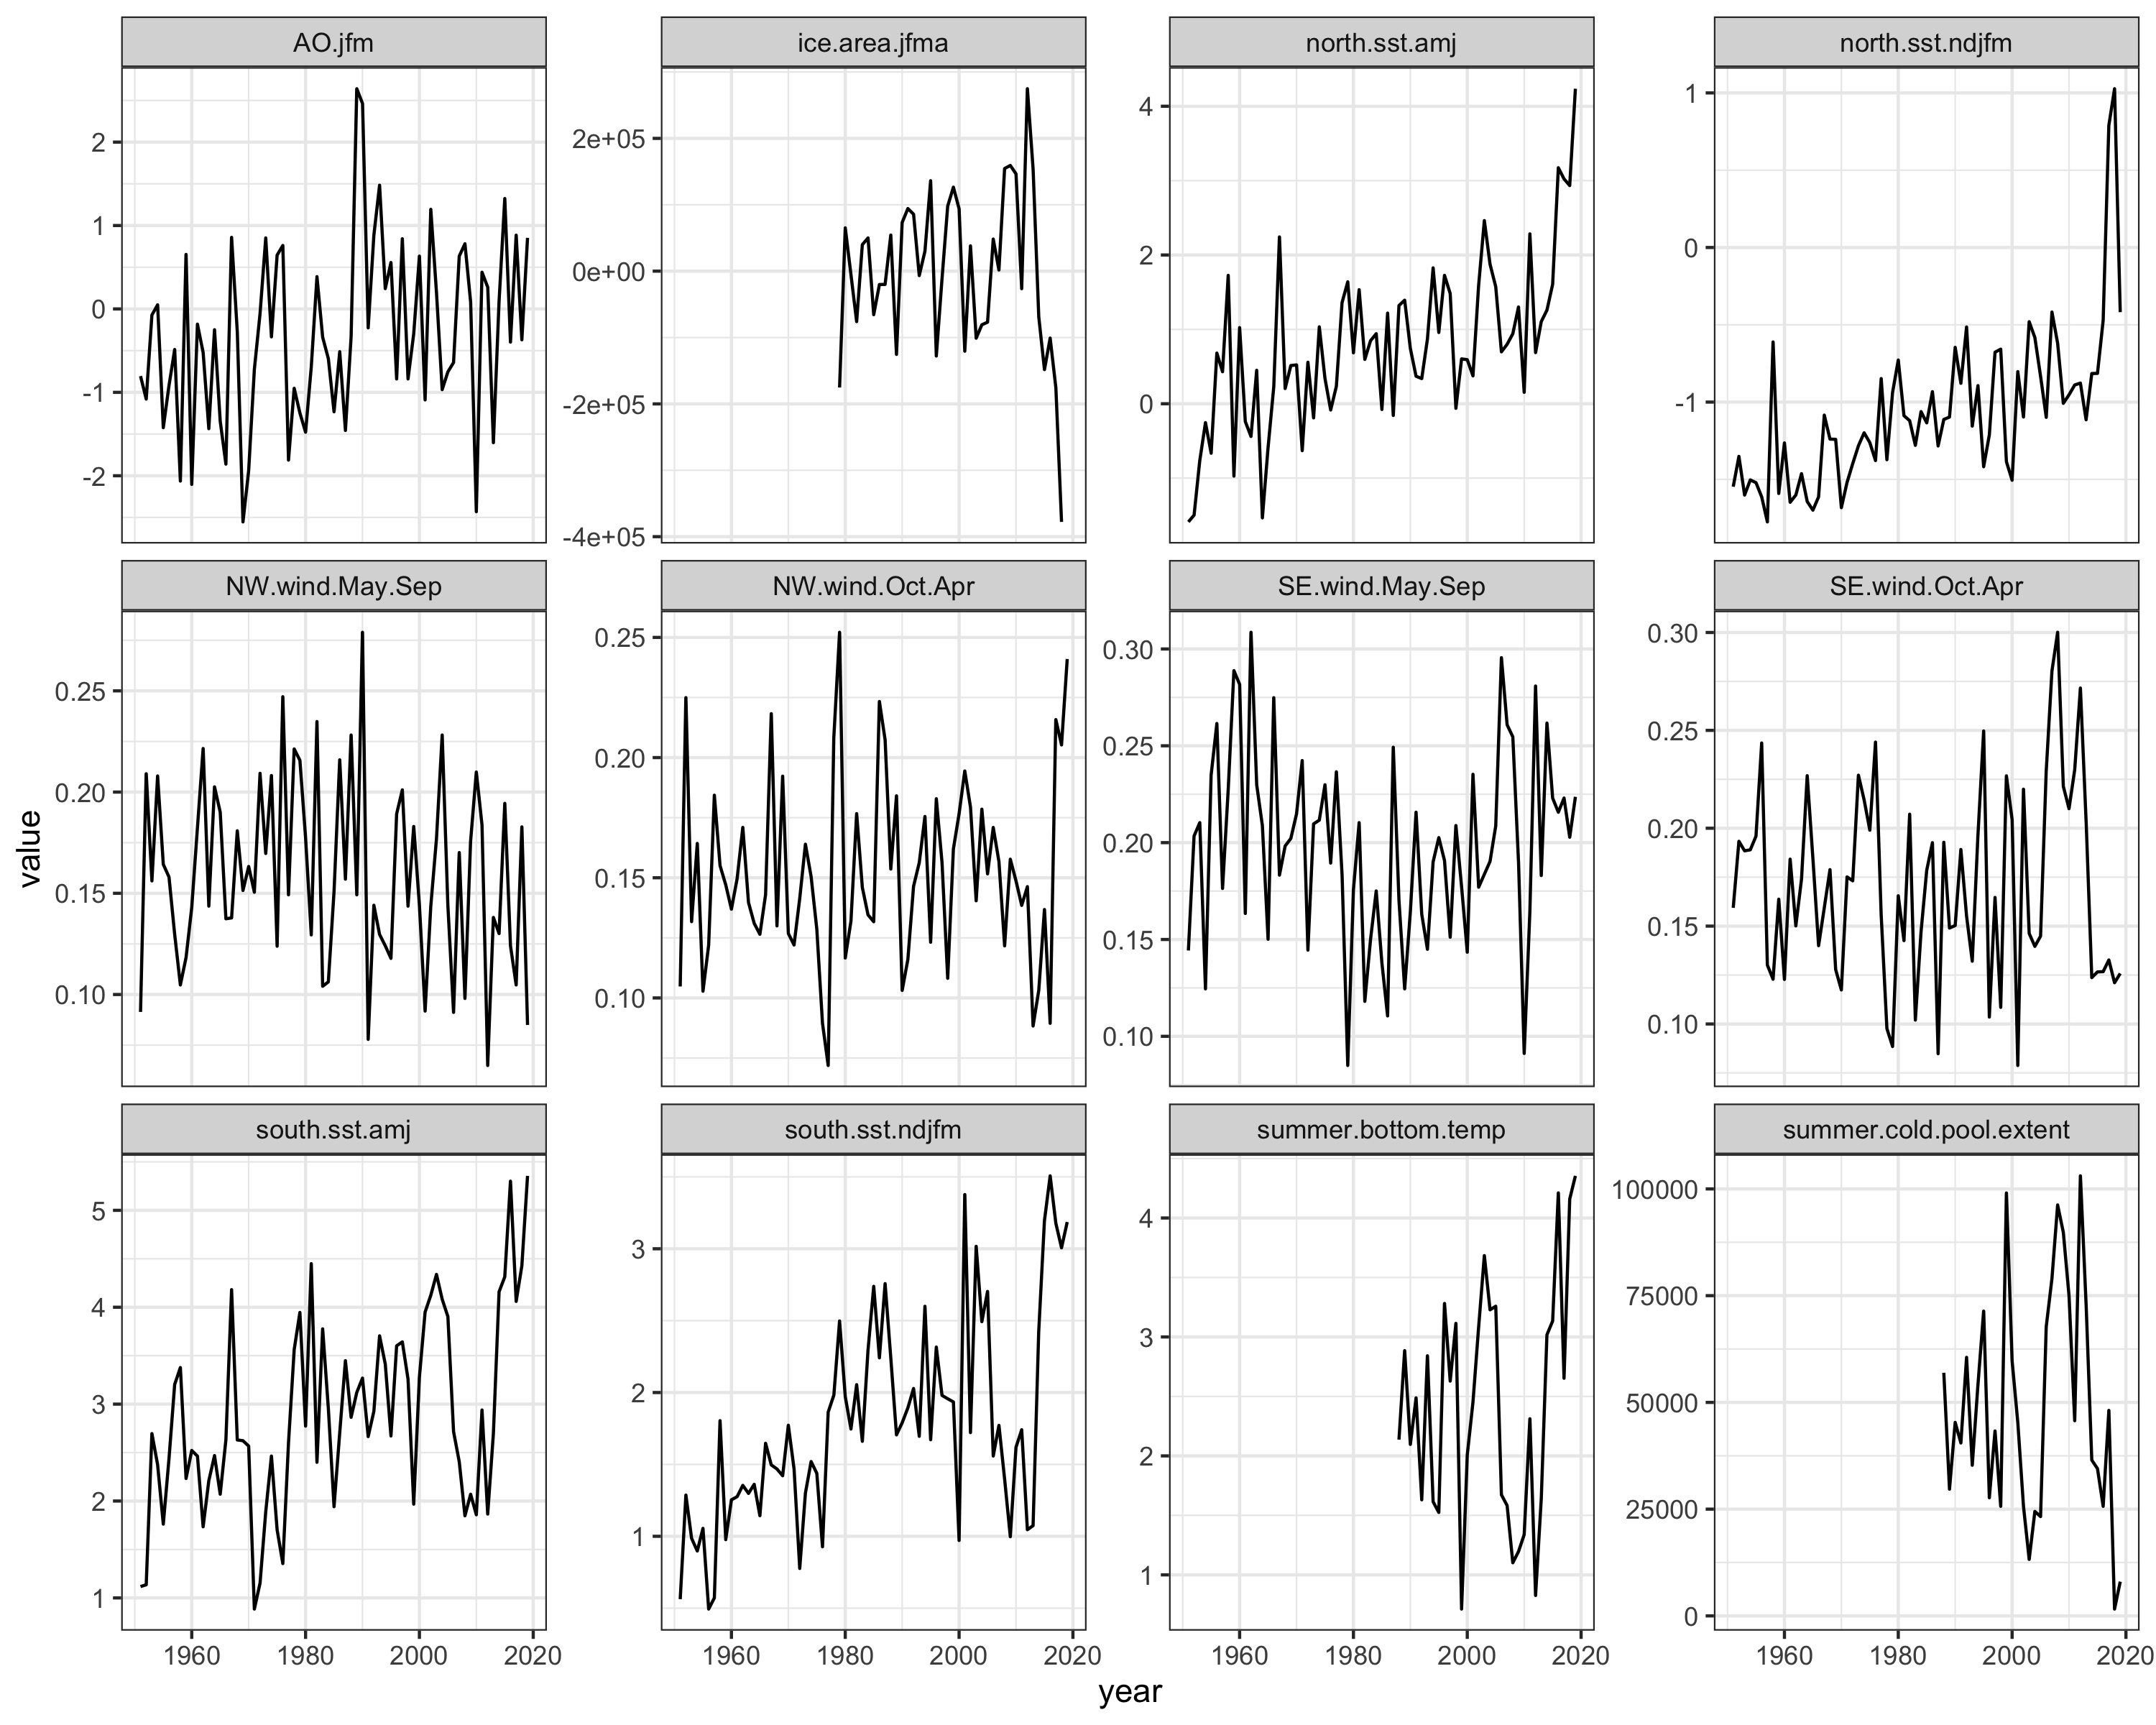 AO.jfm
ice.area.jfma
north.sst.amj
north.sst.ndjfm
2
1
0
-1
-2
2e+05
0e+00
-2e+05
-4e+05
4
2
0
1
0
-1
NW.wind.May.Sep
NW.wind.Oct.Apr
SE.wind.May.Sep
SE.wind.Oct.Apr
value
0.25
0.20
0.15
0.10
0.25
0.20
0.15
0.10
0.30
0.25
0.20
0.15
0.10
0.30
0.25
0.20
0.15
0.10
south.sst.amj
south.sst.ndjfm
summer.bottom.temp
summer.cold.pool.extent
5
4
3
2
1
3
2
1
4
3
2
1
100000
75000
50000
25000
0
1960 1980 2000 2020
1960 1980 2000 2020
1960 1980 2000 2020
1960 1980 2000 2020
year